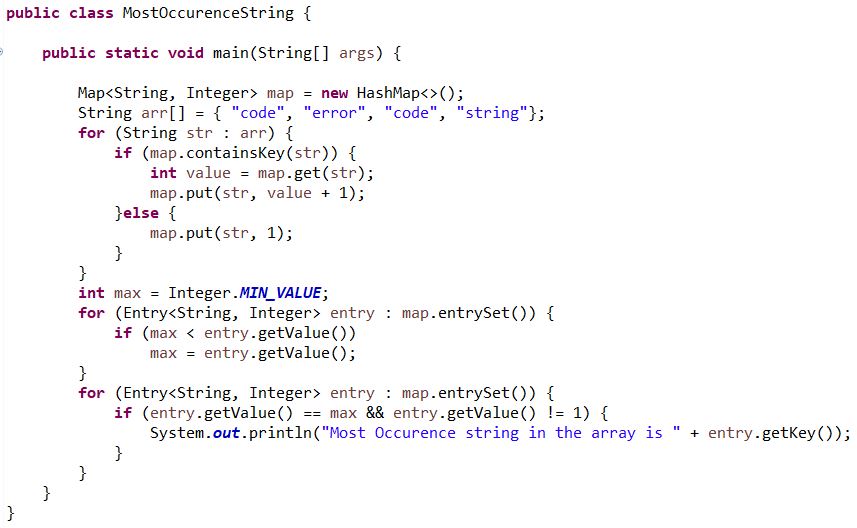 public class MostOccurenceString {
public static void main(String[] args) {
Map<String, Integer> map = new HashMap<>();
String arr[] = { "code", "error", "code", "string"};
for (String str : arr) {
if (map.containsKey(str)) {
int value = map.get(str);
map.put(str, value + 1);
}else {
map.put(str, 1);
}
}
int max = Integer.MIN_VALUE;
for (Entry<String, Integer> entry : map.entrySet()) {
if (max < entry.getValue())
max = entry.getValue();
}
for (Entry<String, Integer> entry : map.entrySet()) {
if (entry.getValue() == max && entry.getValue() != 1) {
System.out.println("Most Occurence string in the array is " + entry.getKey());
}
}
}
}